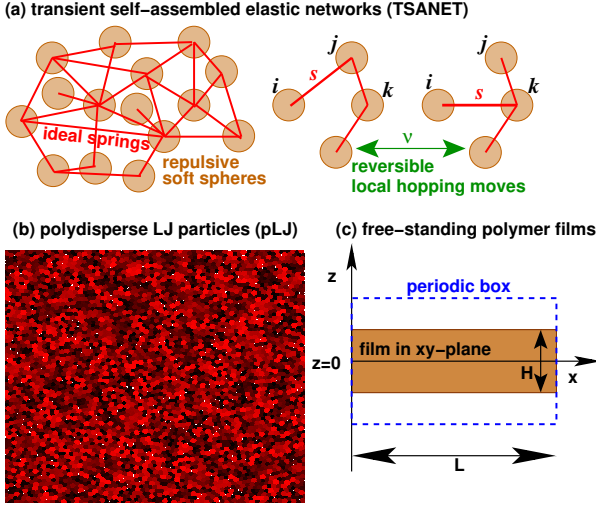 (a) transient self-assembled elastic networks (TSANET)
ideal springs
repulsive
soft spheres
i
s
j
k
i
s
j
k
ν
reversible
local hopping moves
(b) polydisperse LJ particles (pLJ)
(c) free-standing polymer films
z
periodic box
film in xy-plane
z=0
H
x
L